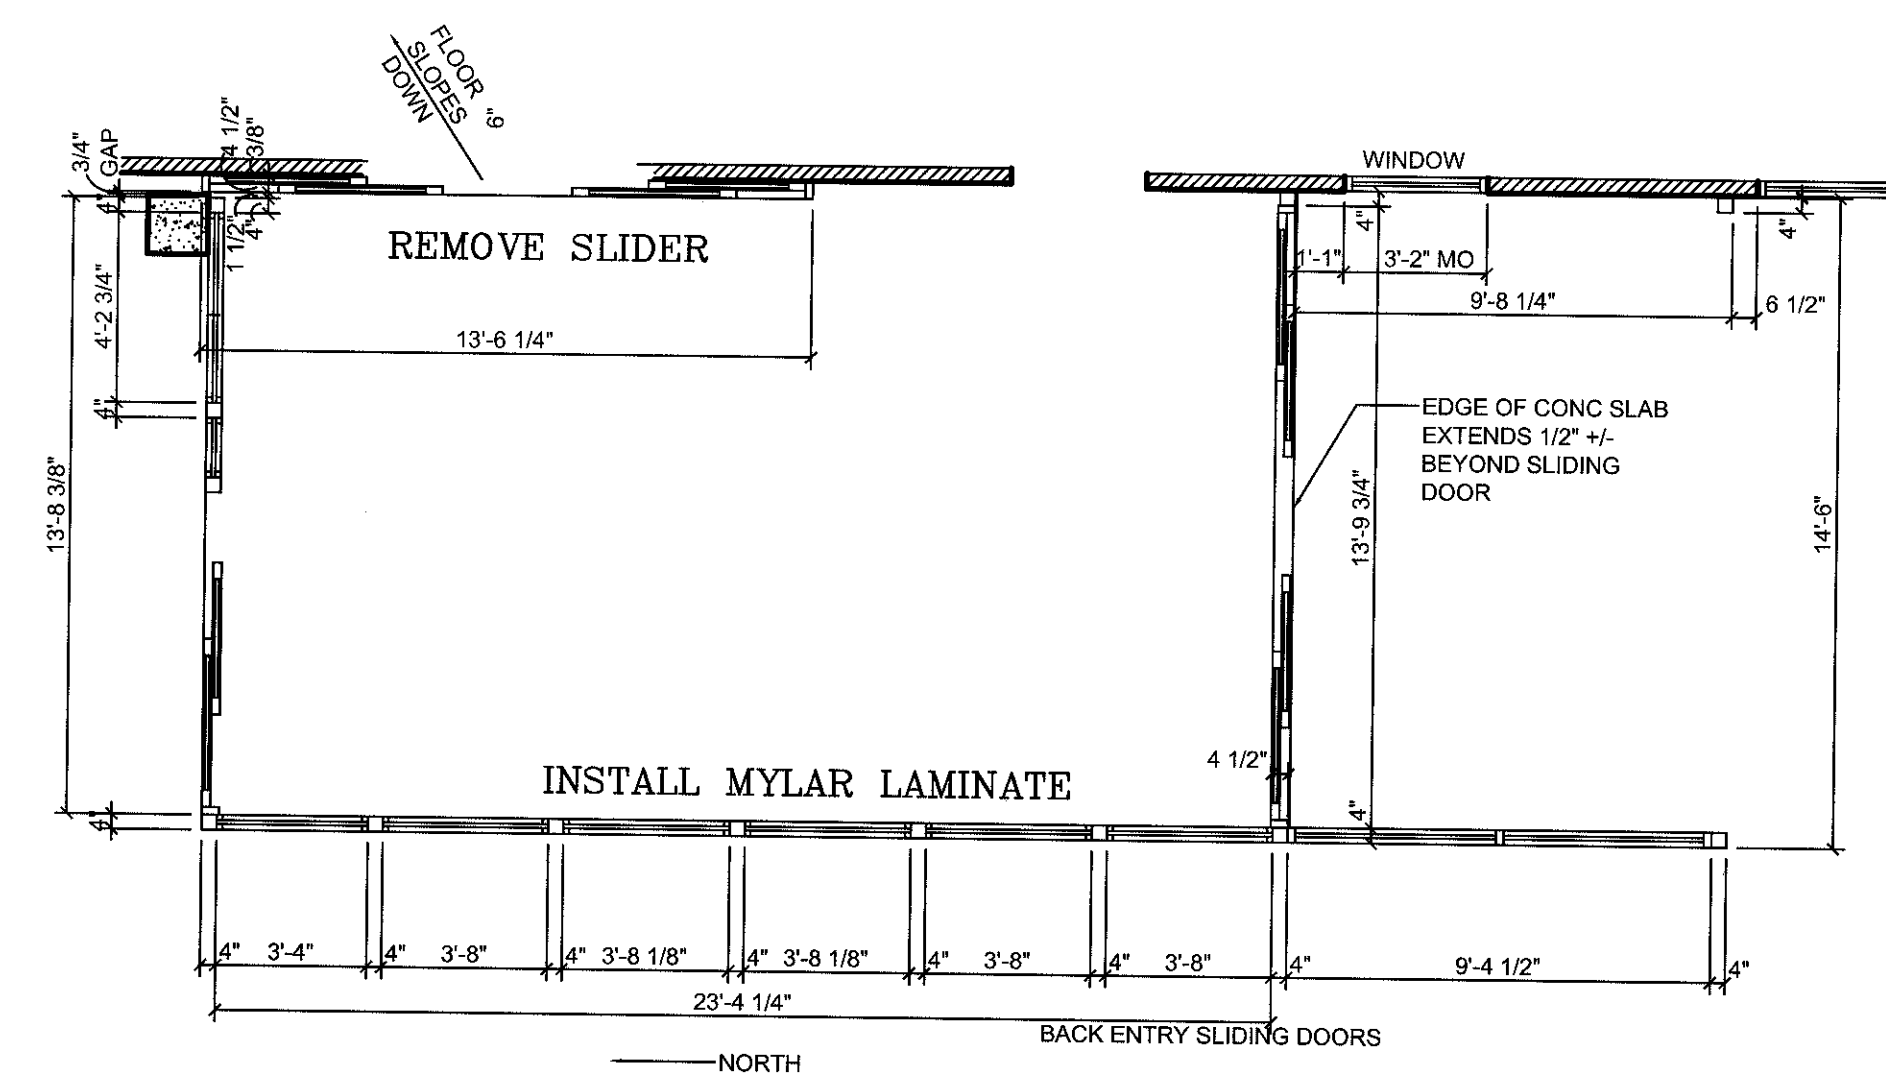 FLOOR
SLOPES
DOWN
6"
3/4"
GAP
4 1/2"
3/8"
WINDOW
4"
1 1/2"
4"
4"
4"
REMOVE SLIDER
1'-1"
3'-2" MO
9'-8 1/4"
6 1/2"
4'-2 3/4"
13'-6 1/4"
4"
EDGE OF CONC SLAB
EXTENDS 1/2" +/-
BEYOND SLIDING
DOOR
13'-8 3/8"
13'-9 3/4"
14'-6"
4 1/2"
INSTALL MYLAR LAMINATE
4"
4"
4"
3'-4"
4"
3'-8"
4"
3'-8 1/8"
4"
3'-8 1/8"
4"
3'-8"
4"
3'-8"
4"
9'-4 1/2"
4"
23'-4 1/4"
BACK ENTRY SLIDING DOORS
NORTH